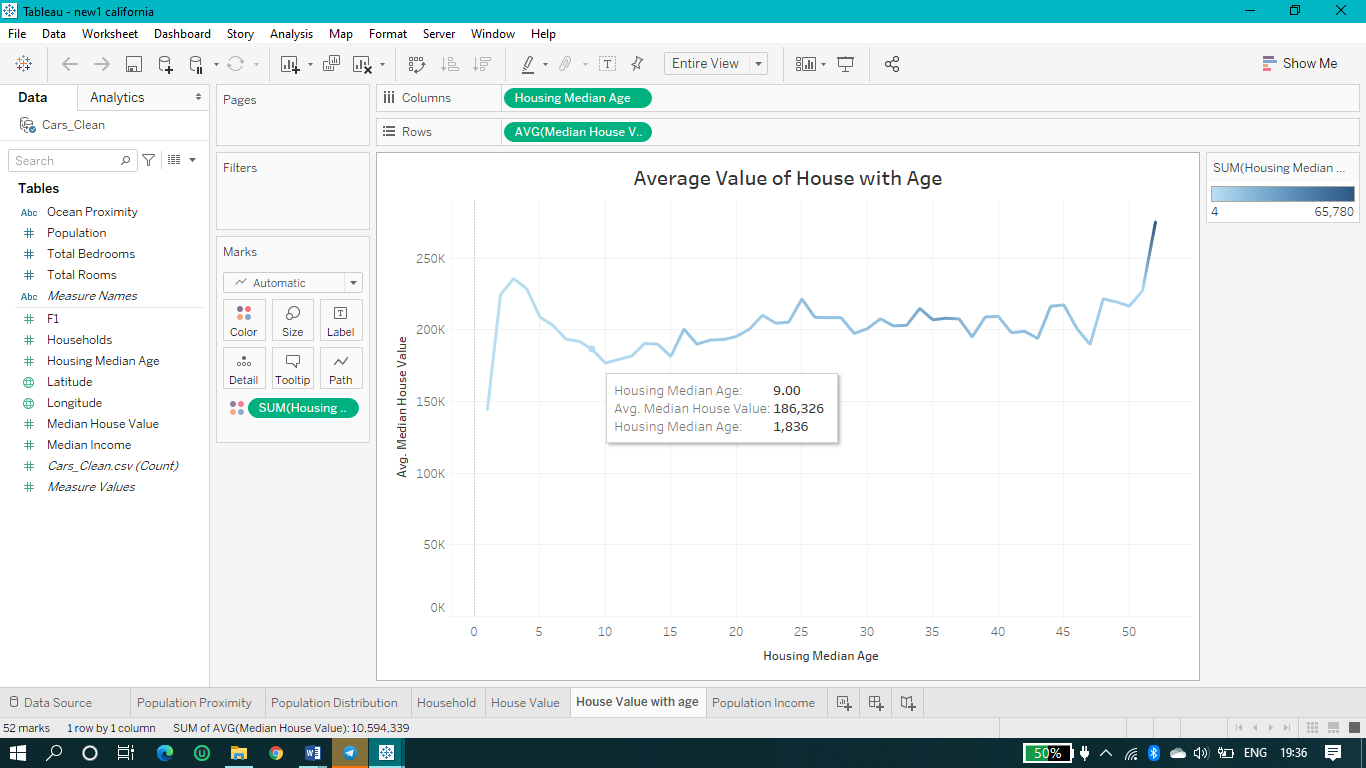 Tableau - new1 california
File Data Worksheet Dashboard Story Analysis Map Format Server Window Help
Entire View
Show Me
Data Analytics
Cars_Clean
Search
Tables
Abc Ocean Proximity
# Population
# Total Bedrooms
# Total Rooms
Abc Measure Names
# F1
# Households
# Housing Median Age
Latitude
Longitude
# Median House Value
# Median Income
# Cars_Clean.csv (Count)
# Measure Values
Pages
Filters
Marks
Automatic
Color Size Label
Detail Tooltip Path
SUM(Housing ..
Columns Housing Median Age
Rows AVG(Median House V..
Average Value of House with Age
Avg. Median House Value
250K
200K
150K
100K
50K
0K
Housing Median Age: 9.00
Avg. Median House Value: 186,326
Housing Median Age: 1,836
0 5 10 15 20 25 30 35 40 45 50
Housing Median Age
SUM(Housing Median ...
4 65,780
Data Source Population Proximity Population Distribution Household House Value House Value with age Population Income
52 marks 1 row by 1 column SUM of AVG(Median House Value): 10,594,339
50% ENG 19:36